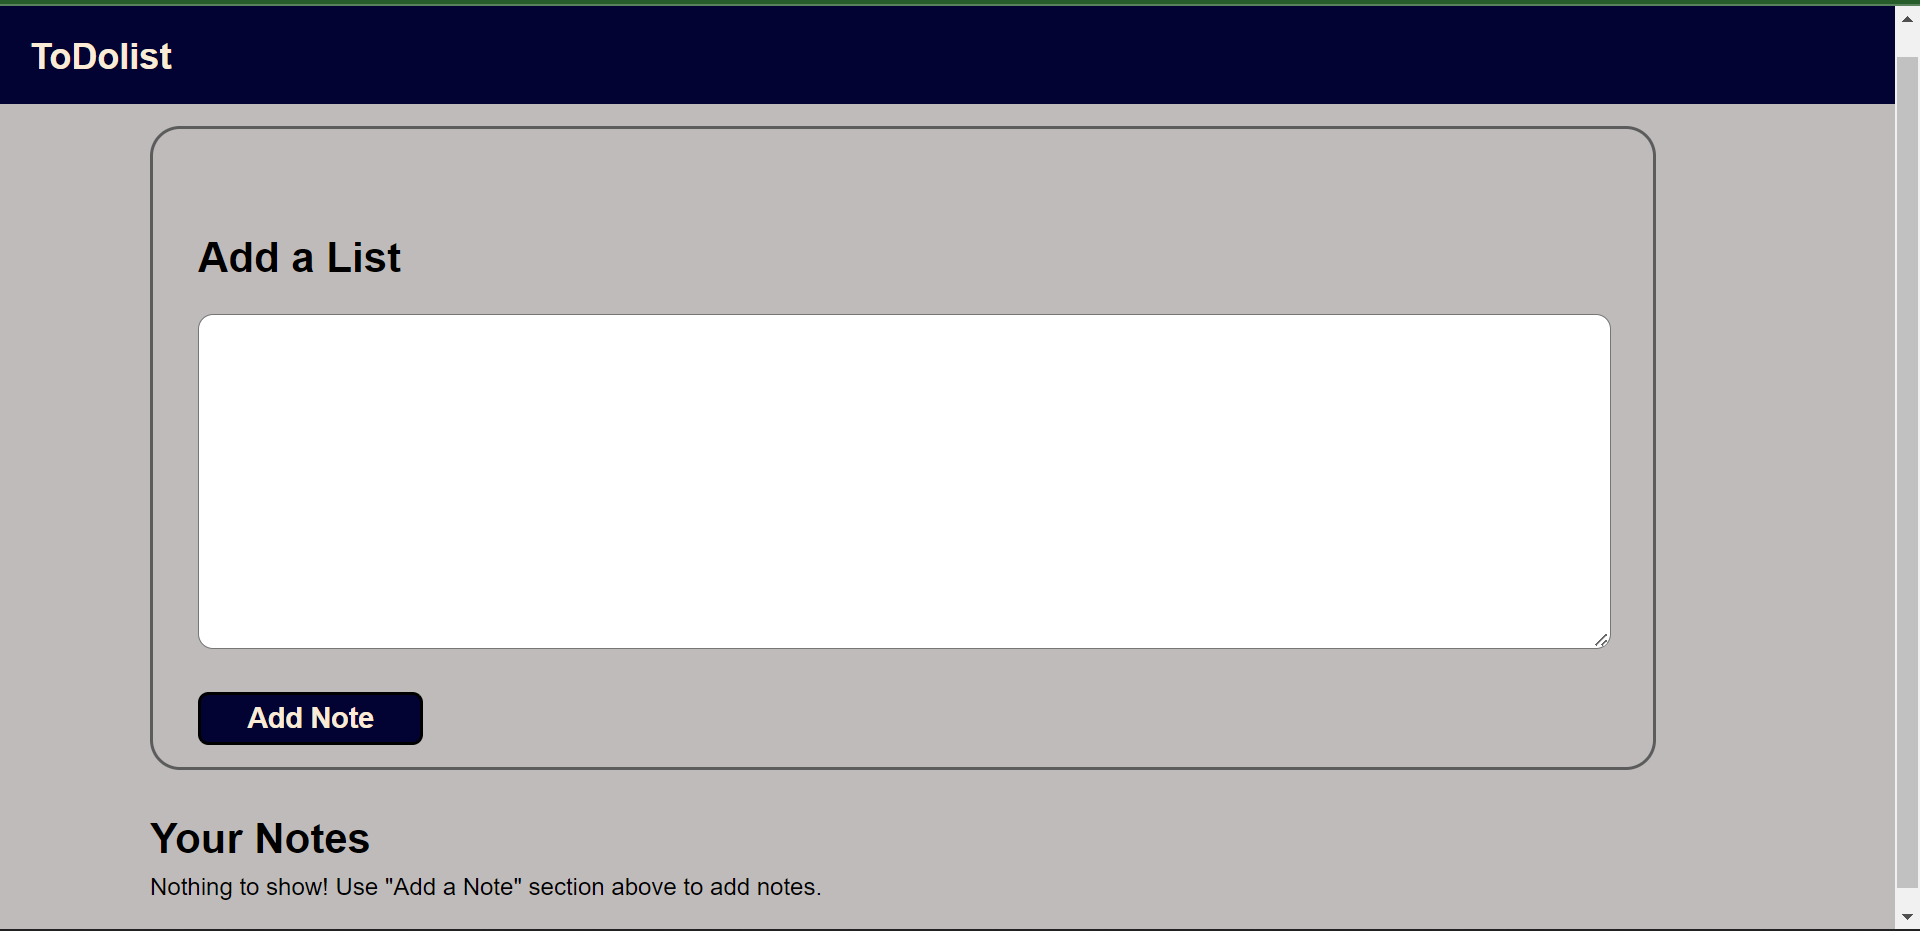 ToDolist
Add a List
Add Note
Your Notes
Nothing to show! Use "Add a Note" section above to add notes.